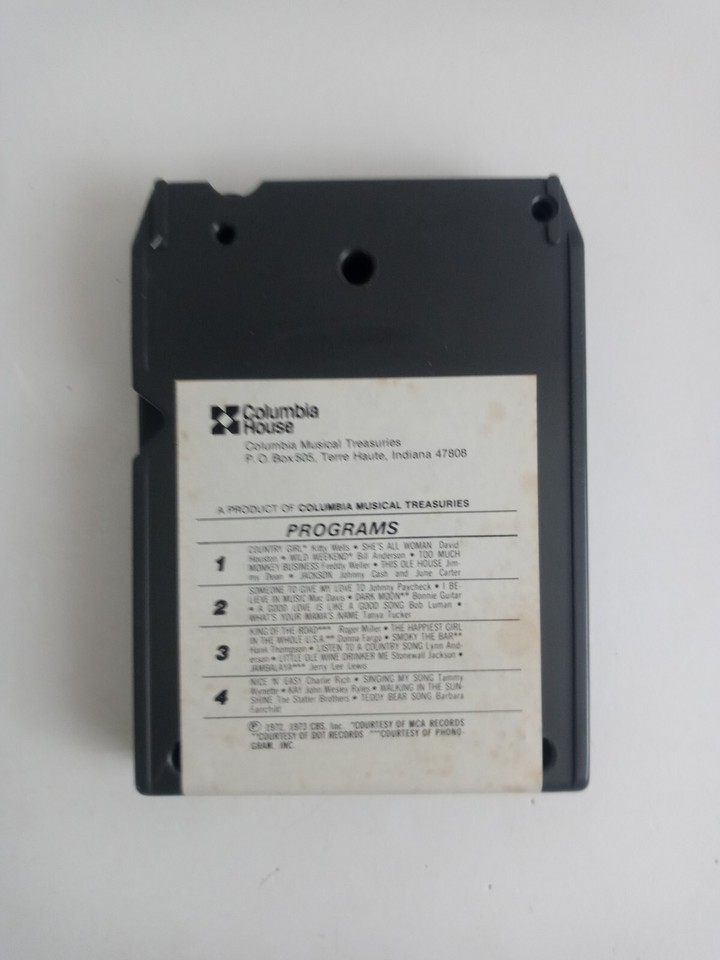 Columbia
House
Columbia Musical Treasuries
P. O. Box 505, Terre Haute, Indiana 47808
A PRODUCT OF COLUMBIA MUSICAL TREASURIES
PROGRAMS
1
COUNTRY GIRL* Kitty Wells • SHE'S ALL WOMAN David
Houston • WILD WEEKEND* Bill Anderson • TOO MUCH
MONKEY BUSINESS Freddy Weller • THIS OLE HOUSE Jim-
my Dean • JACKSON Johnny Cash and June Carter
2
SOMEONE TO GIVE MY LOVE TO Johnny Paycheck • I BE-
LIEVE IN MUSIC Mac Davis • DARK MOON** Bonnie Guitar
• A GOOD LOVE IS LIKE A GOOD SONG Bob Luman •
WHAT'S YOUR MAMA'S NAME Tanya Tucker
3
KING OF THE ROAD*** Roger Miller • THE HAPPIEST GIRL
IN THE WHOLE U.S.A.** Donna Fargo • SMOKY THE BAR**
Hank Thompson • LISTEN TO A COUNTRY SONG Lynn And-
erson • LITTLE OLE WINE DRINKER ME Stonewall Jackson •
JAMBALAYA*** Jerry Lee Lewis
4
NICE 'N' EASY Charlie Rich • SINGING MY SONG Tammy
Wynette • KAY John Wesley Ryles • WALKING IN THE SUN-
SHINE The Statler Brothers • TEDDY BEAR SONG Barbara
Fairchild
℗ 1972, 1973 CBS, Inc. *COURTESY OF MCA RECORDS
**COURTESY OF DOT RECORDS ***COURTESY OF PHONO-
GRAM, INC.